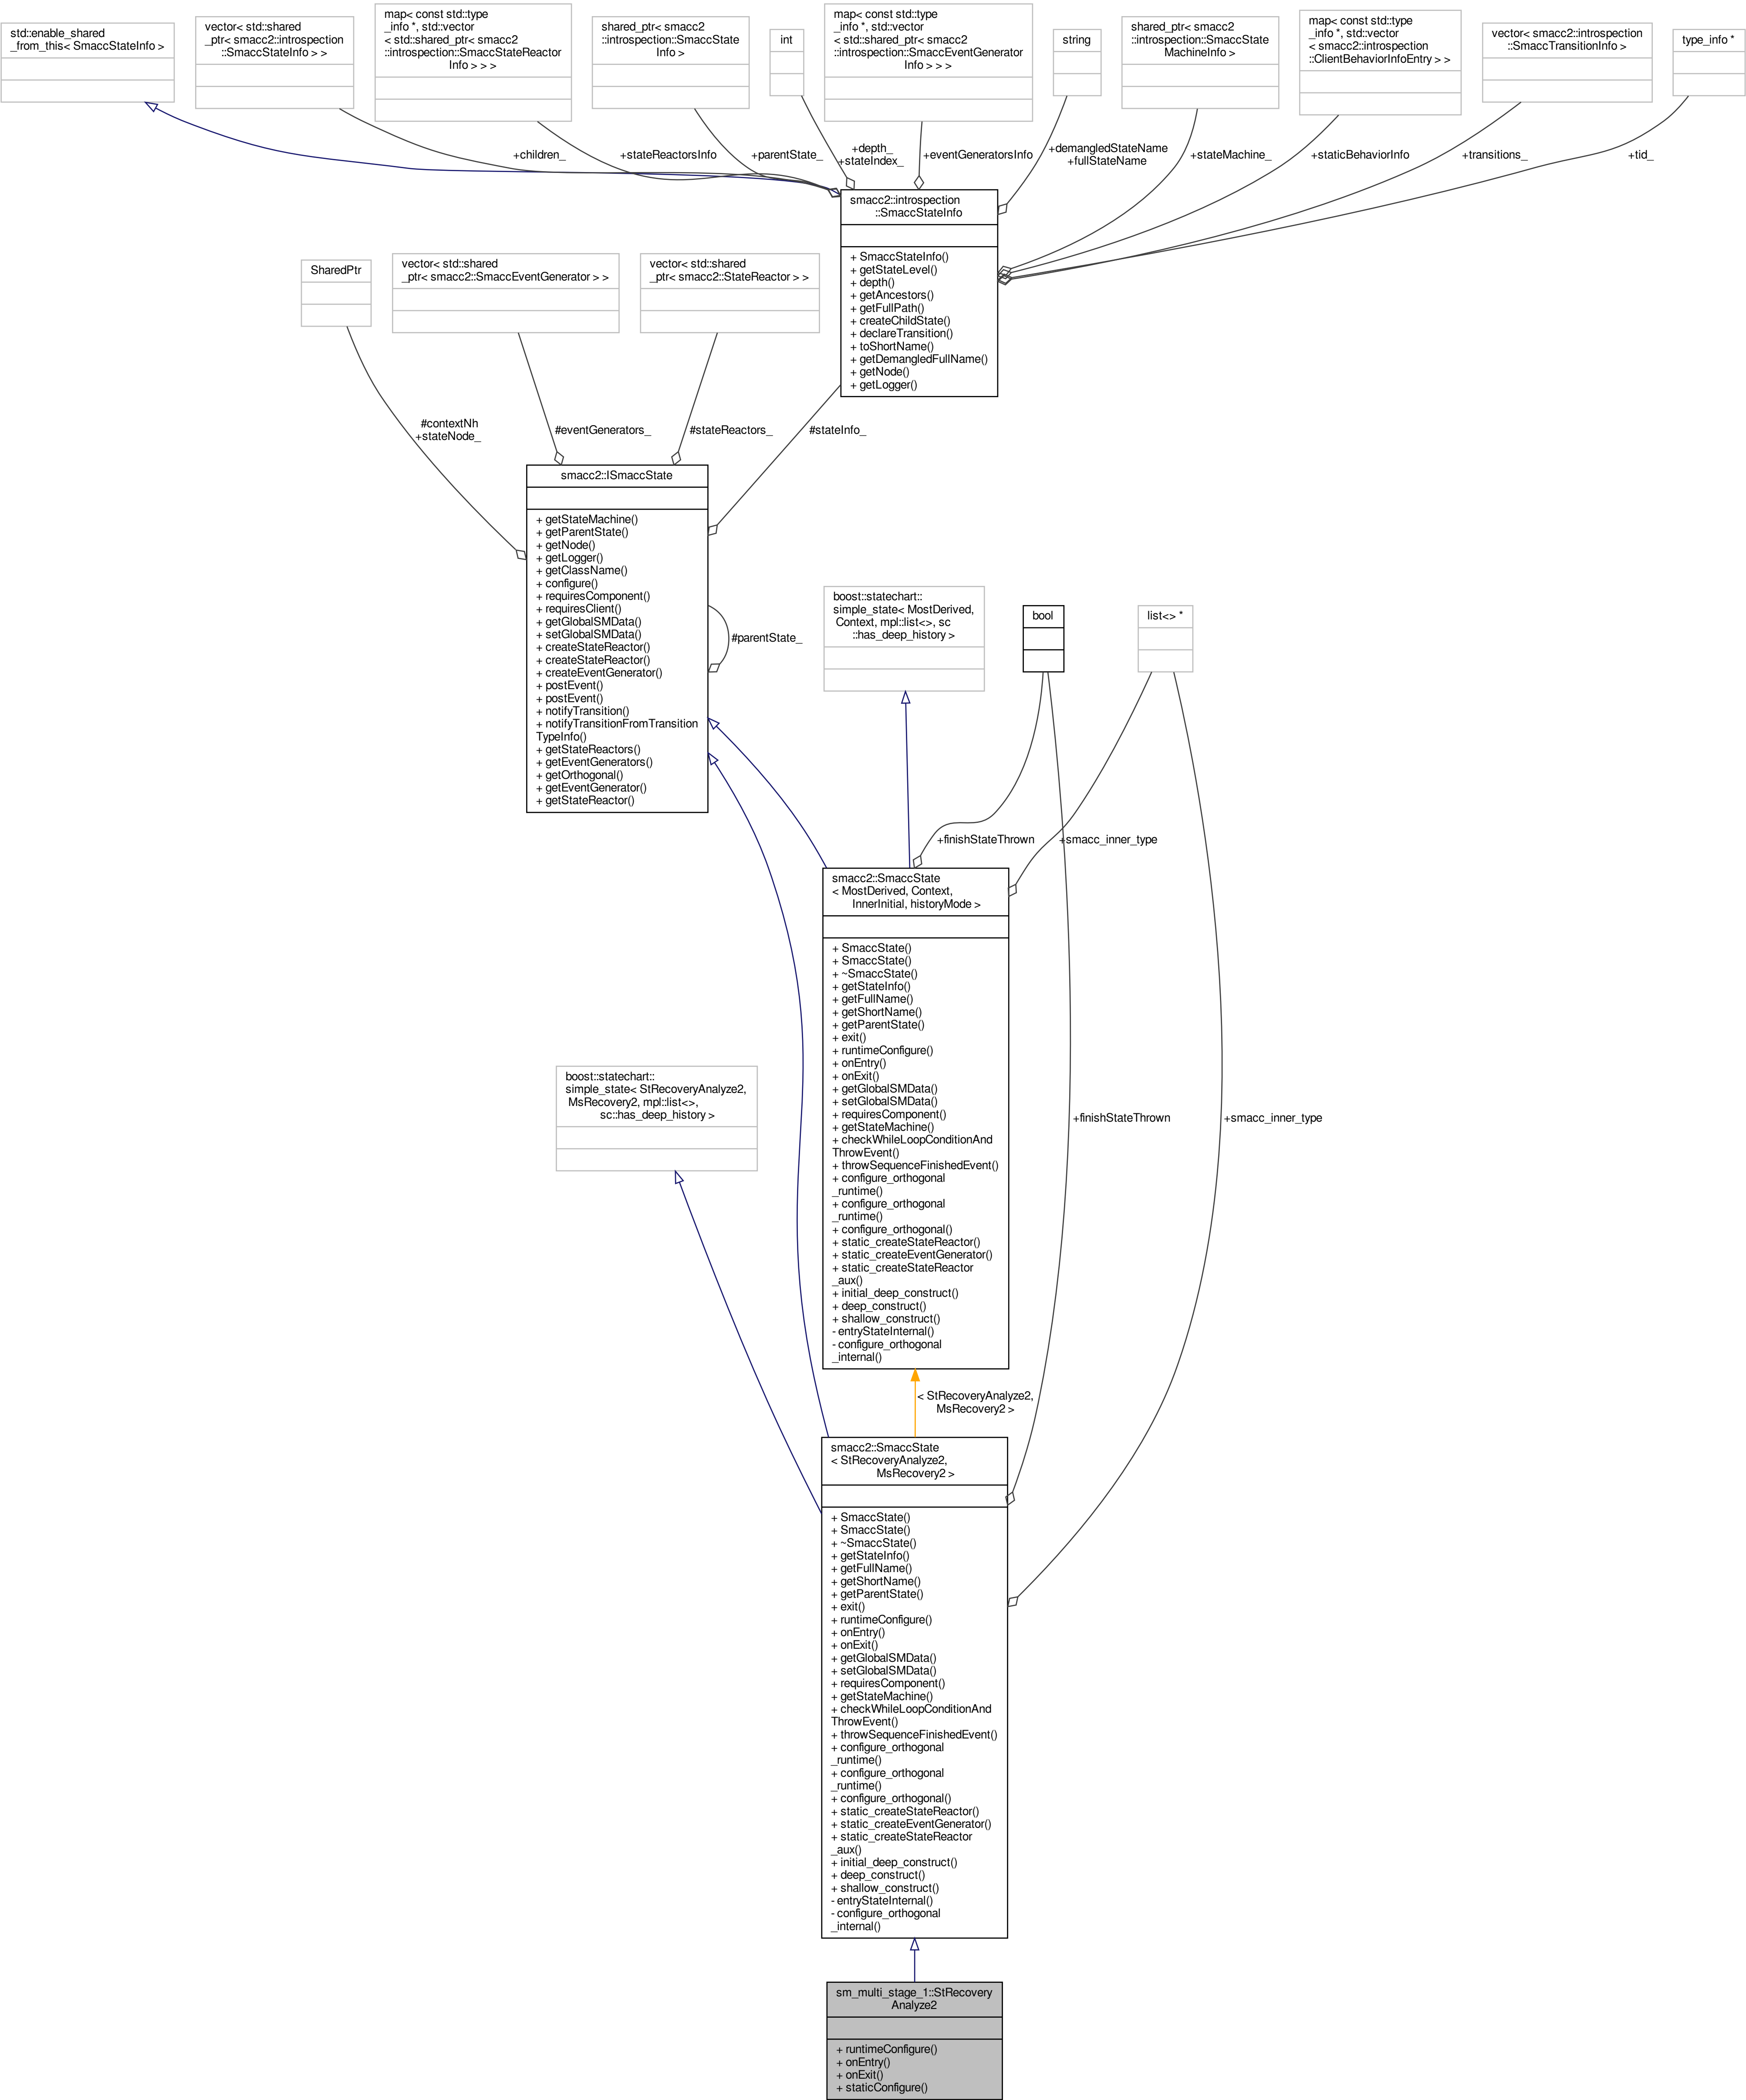 std::enable_shared
_from_this< SmaccStateInfo >
vector< std::shared
_ptr< smacc2::introspection
::SmaccStateInfo > >
map< const std::type
_info *, std::vector
< std::shared_ptr< smacc2
::introspection::SmaccStateReactor
Info > > >
shared_ptr< smacc2
::introspection::SmaccState
Info >
int
map< const std::type
_info *, std::vector
< std::shared_ptr< smacc2
::introspection::SmaccEventGenerator
Info > > >
string
shared_ptr< smacc2
::introspection::SmaccState
MachineInfo >
map< const std::type
_info *, std::vector
< smacc2::introspection
::ClientBehaviorInfoEntry > >
vector< smacc2::introspection
::SmaccTransitionInfo >
type_info *
+children_
+stateReactorsInfo
+parentState_
+depth_
+stateIndex_
+eventGeneratorsInfo
+demangledStateName
+fullStateName
+stateMachine_
+staticBehaviorInfo
+transitions_
+tid_
smacc2::introspection
::SmaccStateInfo
+ SmaccStateInfo()
+ getStateLevel()
+ depth()
+ getAncestors()
+ getFullPath()
+ createChildState()
+ declareTransition()
+ toShortName()
+ getDemangledFullName()
+ getNode()
+ getLogger()
SharedPtr
vector< std::shared
_ptr< smacc2::SmaccEventGenerator > >
vector< std::shared
_ptr< smacc2::StateReactor > >
#contextNh
+stateNode_
#eventGenerators_
#stateReactors_
#stateInfo_
smacc2::ISmaccState
+ getStateMachine()
+ getParentState()
+ getNode()
+ getLogger()
+ getClassName()
+ configure()
+ requiresComponent()
+ requiresClient()
+ getGlobalSMData()
+ setGlobalSMData()
+ createStateReactor()
+ createStateReactor()
+ createEventGenerator()
+ postEvent()
+ postEvent()
+ notifyTransition()
+ notifyTransitionFromTransition
TypeInfo()
+ getStateReactors()
+ getEventGenerators()
+ getOrthogonal()
+ getEventGenerator()
+ getStateReactor()
#parentState_
boost::statechart::
simple_state< MostDerived,
Context, mpl::list<>, sc
::has_deep_history >
bool
list<> *
+finishStateThrown
+smacc_inner_type
smacc2::SmaccState
< MostDerived, Context,
InnerInitial, historyMode >
+ SmaccState()
+ SmaccState()
+ ~SmaccState()
+ getStateInfo()
+ getFullName()
+ getShortName()
+ getParentState()
+ exit()
+ runtimeConfigure()
+ onEntry()
+ onExit()
+ getGlobalSMData()
+ setGlobalSMData()
+ requiresComponent()
+ getStateMachine()
+ checkWhileLoopConditionAnd
ThrowEvent()
+ throwSequenceFinishedEvent()
+ configure_orthogonal
_runtime()
+ configure_orthogonal
_runtime()
+ configure_orthogonal()
+ static_createStateReactor()
+ static_createEventGenerator()
+ static_createStateReactor
_aux()
+ initial_deep_construct()
+ deep_construct()
+ shallow_construct()
- entryStateInternal()
- configure_orthogonal
_internal()
boost::statechart::
simple_state< StRecoveryAnalyze2,
MsRecovery2, mpl::list<>,
sc::has_deep_history >
+finishStateThrown
+smacc_inner_type
< StRecoveryAnalyze2,
MsRecovery2 >
smacc2::SmaccState
< StRecoveryAnalyze2,
MsRecovery2 >
+ SmaccState()
+ SmaccState()
+ ~SmaccState()
+ getStateInfo()
+ getFullName()
+ getShortName()
+ getParentState()
+ exit()
+ runtimeConfigure()
+ onEntry()
+ onExit()
+ getGlobalSMData()
+ setGlobalSMData()
+ requiresComponent()
+ getStateMachine()
+ checkWhileLoopConditionAnd
ThrowEvent()
+ throwSequenceFinishedEvent()
+ configure_orthogonal
_runtime()
+ configure_orthogonal
_runtime()
+ configure_orthogonal()
+ static_createStateReactor()
+ static_createEventGenerator()
+ static_createStateReactor
_aux()
+ initial_deep_construct()
+ deep_construct()
+ shallow_construct()
- entryStateInternal()
- configure_orthogonal
_internal()
sm_multi_stage_1::StRecovery
Analyze2
+ runtimeConfigure()
+ onEntry()
+ onExit()
+ staticConfigure()